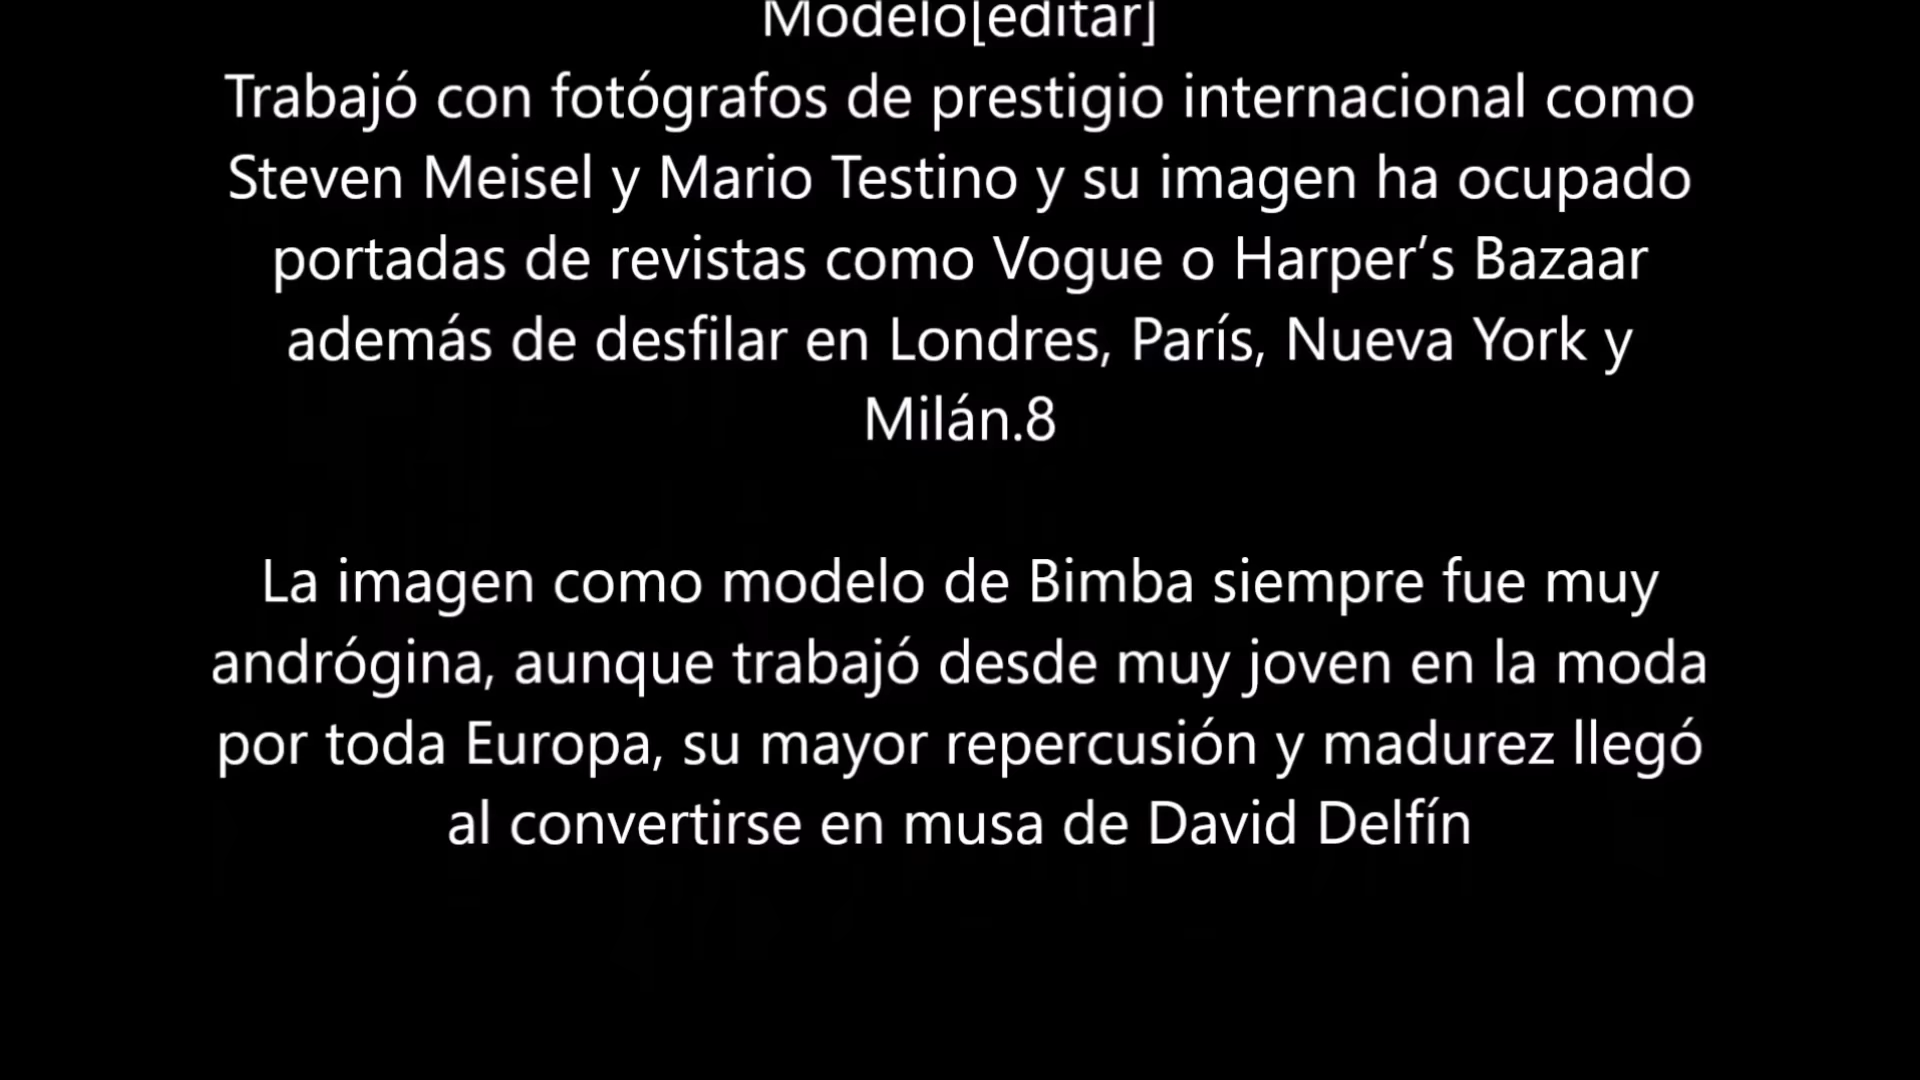 Modelo[editar]
Trabajó con fotógrafos de prestigio internacional como
Steven Meisel y Mario Testino y su imagen ha ocupado
portadas de revistas como Vogue o Harper’s Bazaar
además de desfilar en Londres, París, Nueva York y
Milán.8
La imagen como modelo de Bimba siempre fue muy
andrógina, aunque trabajó desde muy joven en la moda
por toda Europa, su mayor repercusión y madurez llegó
al convertirse en musa de David Delfín